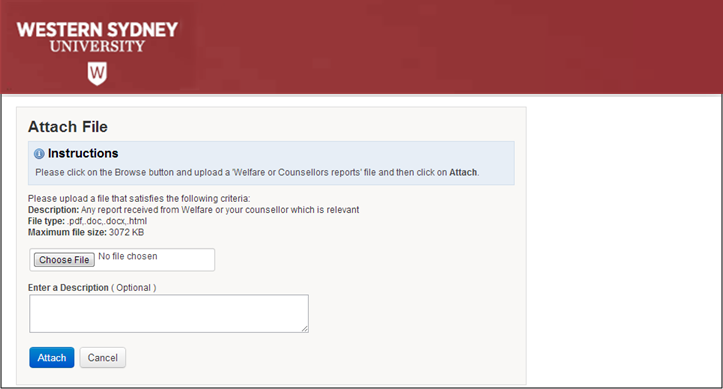 WESTERN SYDNEY
UNIVERSITY
W
Attach File
i Instructions
Please click on the Browse button and upload a 'Welfare or Counsellors reports' file and then click on Attach.
Please upload a file that satisfies the following criteria:
Description: Any report received from Welfare or your counsellor which is relevant
File type: .pdf,.doc,.docx,.html
Maximum file size: 3072 KB
Choose File No file chosen
Enter a Description ( Optional )
Attach Cancel